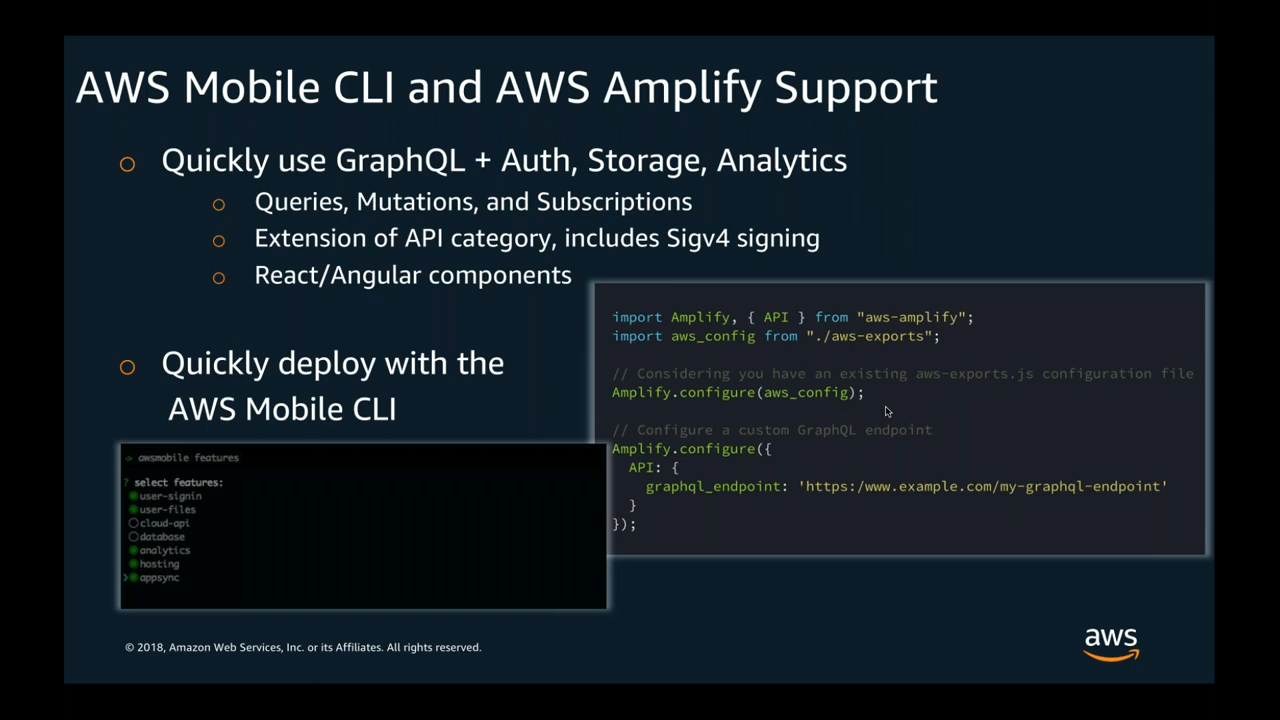 AWS Mobile CLI and AWS Amplify Support
Quickly use GraphQL + Auth, Storage, Analytics
Queries, Mutations, and Subscriptions
Extension of API category, includes Sigv4 signing
React/Angular components
Quickly deploy with the
AWS Mobile CLI
import Amplify, { API } from "aws-amplify";
import aws_config from "./aws-exports";
// Considering you have an existing aws-exports.js configuration file
Amplify.configure(aws_config);
// Configure a custom GraphQL endpoint
Amplify.configure({
API: {
graphql_endpoint: 'https:/www.example.com/my-graphql-endpoint'
}
});
> awsmobile features
? select features:
user-signin
user-files
cloud-api
database
analytics
hosting
❯ appsync
© 2018, Amazon Web Services, Inc. or its Affiliates. All rights reserved.
aws